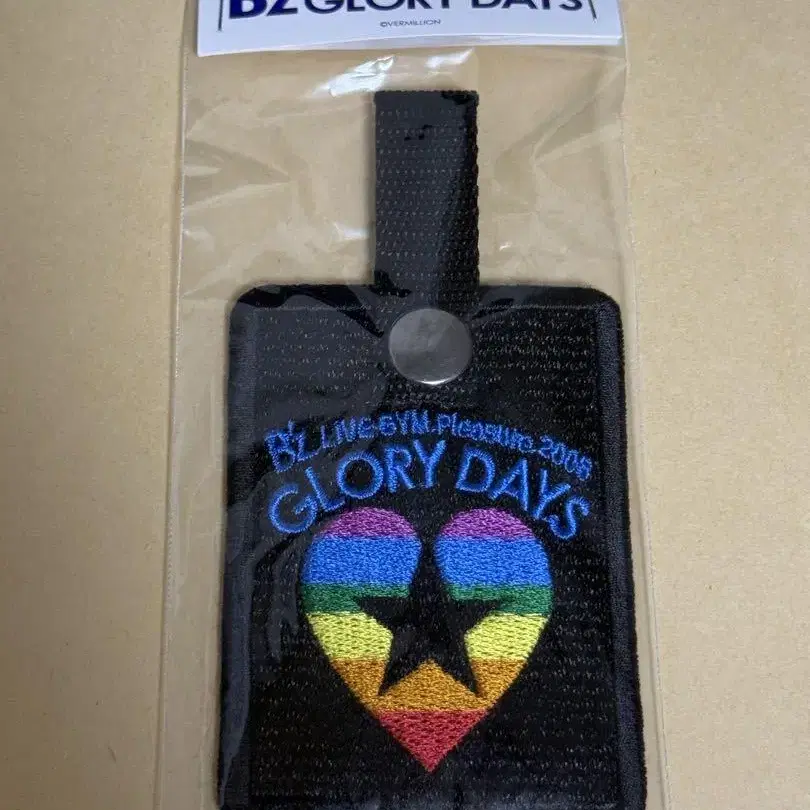 B'z GLORY DAYS
©VERMILLION
B'z LIVE-GYM Pleasure 2008
GLORY DAYS